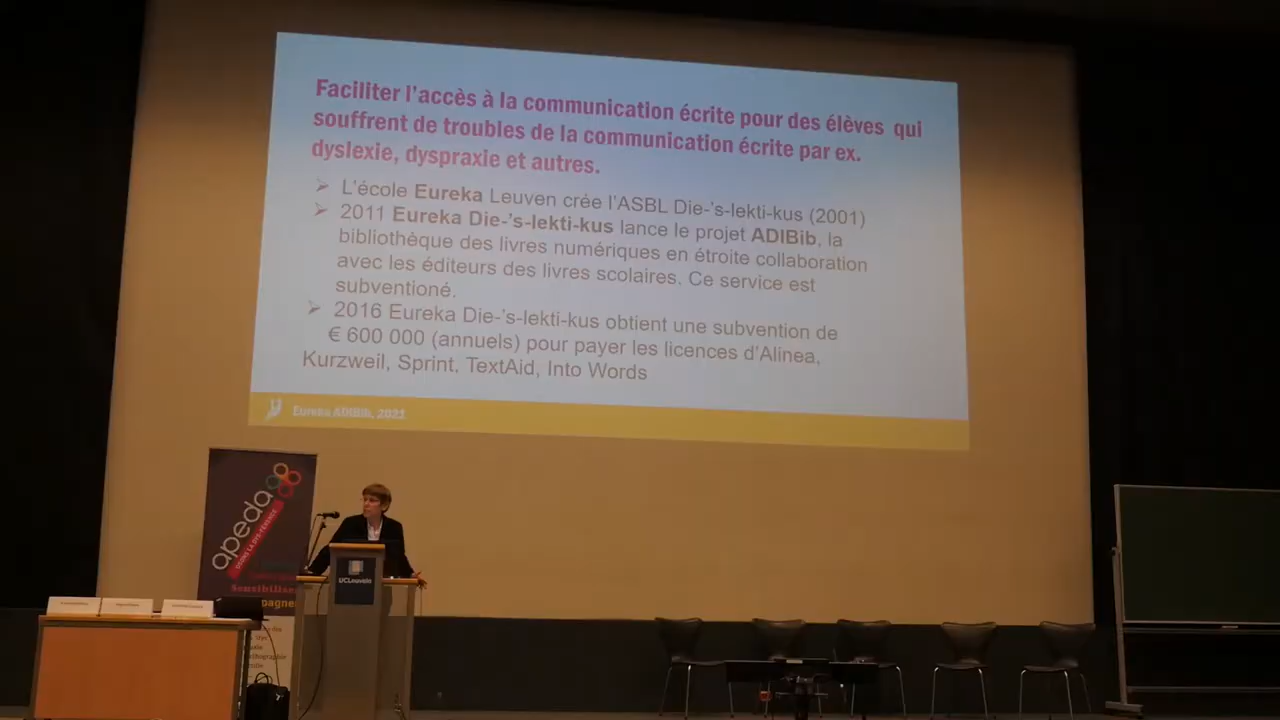 Faciliter l'accès à la communication écrite pour des élèves qui
souffrent de troubles de la communication écrite par ex.
dyslexie, dyspraxie et autres.
➢ L'école Eureka Leuven crée l'ASBL Die-'s-lekti-kus (2001)
➢ 2011 Eureka Die-'s-lekti-kus lance le projet ADIBib, la
bibliothèque des livres numériques en étroite collaboration
avec les éditeurs des livres scolaires. Ce service est
subventioné.
➢ 2016 Eureka Die-'s-lekti-kus obtient une subvention de
€ 600 000 (annuels) pour payer les licences d'Alinea,
Kurzweil, Sprint, TextAid, Into Words
Eureka ADIBib, 2021
apeda
Sensibilise
UCLouvain